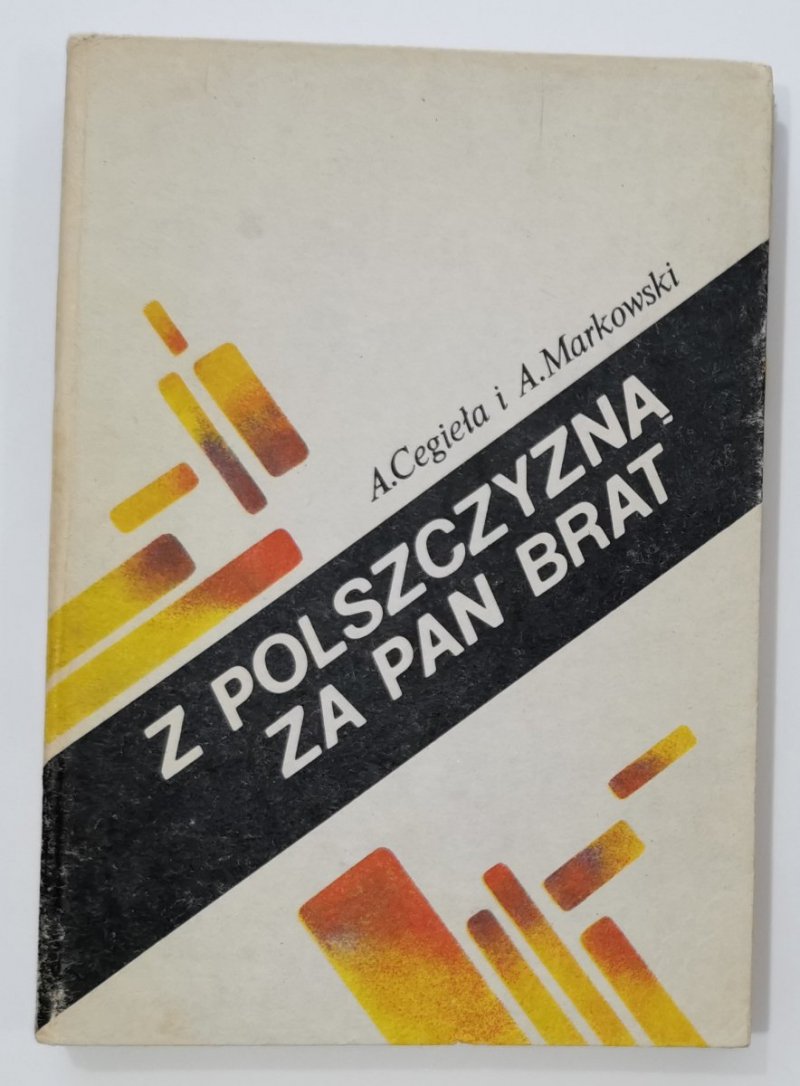 A. Cegieła i A. Markowski
Z POLSZCZYZNĄ
ZA PAN BRAT